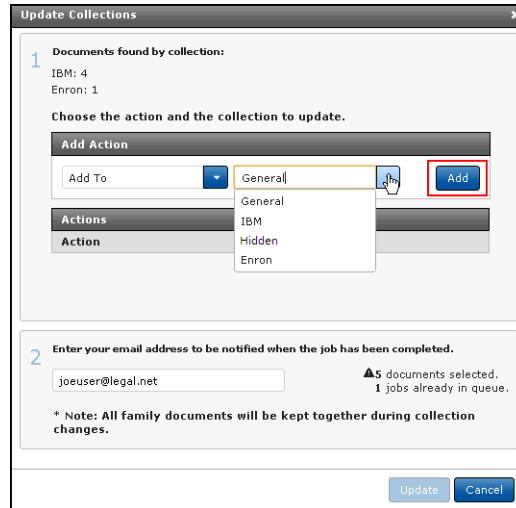 Update Collections
1
Documents found by collection:
IBM: 4
Enron: 1
Choose the action and the collection to update.
Add Action
Add To
General
Add
General
IBM
Hidden
Enron
Actions
Action
2
Enter your email address to be notified when the job has been completed.
joeuser@legal.net
5 documents selected.
1 jobs already in queue.
* Note: All family documents will be kept together during collection
changes.
Update
Cancel